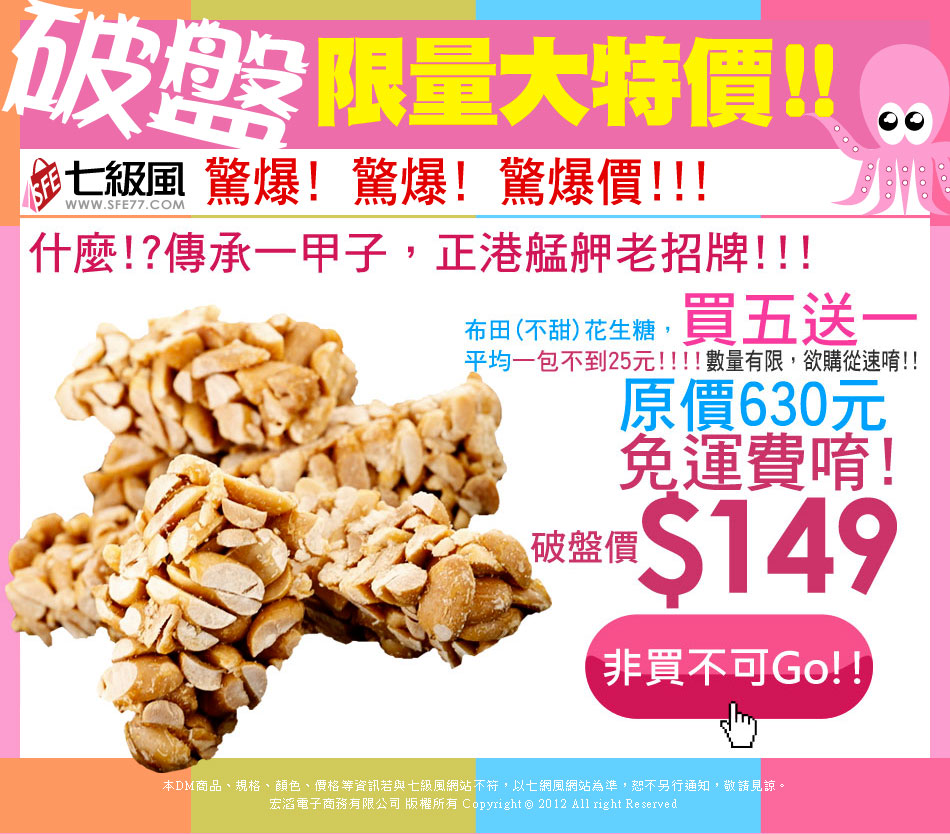 破盤 限量大特價!!
SFE 七級風 驚爆! 驚爆! 驚爆價!!!
WWW.SFE77.COM
什麼!?傳承一甲子，正港艋舺老招牌!!!
布田(不甜)花生糖，買五送一
平均一包不到25元!!!!數量有限，欲購從速唷!!
原價630元
免運費唷!
破盤價$149
非買不可Go!!
本DM商品、規格、顏色、價格等資訊若與七級風網站不符，以七網風網站為準，恕不另行通知，敬請見諒。
宏滔電子商務有限公司 版權所有 Copyright © 2012 All right Reserved